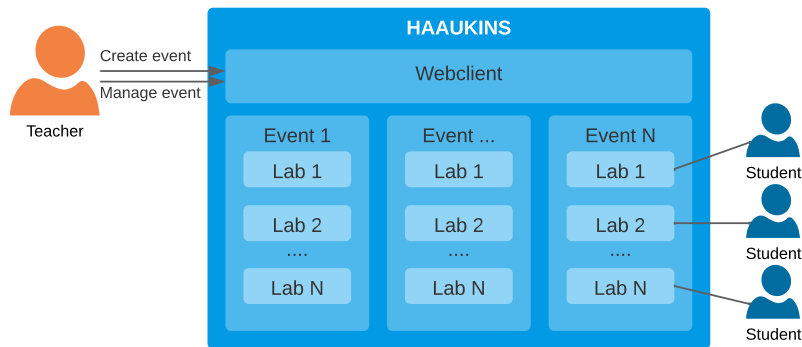 HAAUKINS
Create event
Webclient
Manage event
Teacher
Event 1
Lab 1
Lab 2
....
Lab N
Event ...
Lab 1
Lab 2
....
Lab N
Event N
Lab 1
Lab 2
....
Lab N
Student
Student
Student